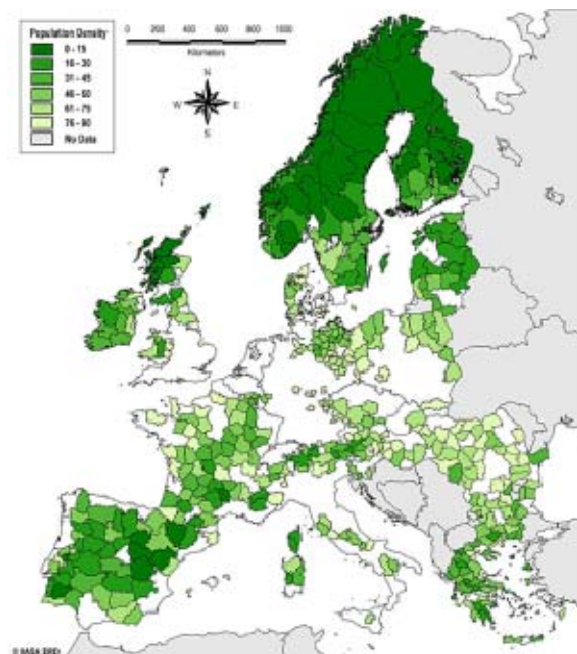 Population Density
0 - 15
16 - 30
31 - 45
46 - 60
61 - 75
76 - 90
No Data
0 200 400 600 800 1000
Kilometers
N
W E
S